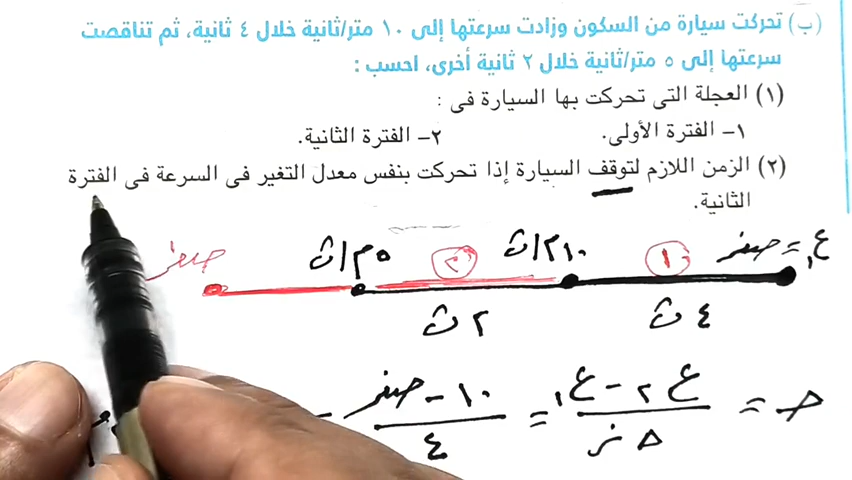 (ب) تحركت سيارة من السكون وزادت سرعتها إلى ١٠ متر/ثانية خلال ٤ ثانية، ثم تناقصت
سرعتها إلى ٥ متر/ثانية خلال ٢ ثانية أخرى، احسب :
(١) العجلة التى تحركت بها السيارة فى :
١- الفترة الأولى. ٢- الفترة الثانية.
(٢) الزمن اللازم لتوقف السيارة إذا تحركت بنفس معدل التغير فى السرعة فى الفترة
الثانية.
ع١ = صفر ١ ١٠م/ث ٢ ٥م/ث صفر
٤ ث ٢ ث
جـ = ع٢ - ع١ / Δ ز = ١٠ - صفر / ٤ =